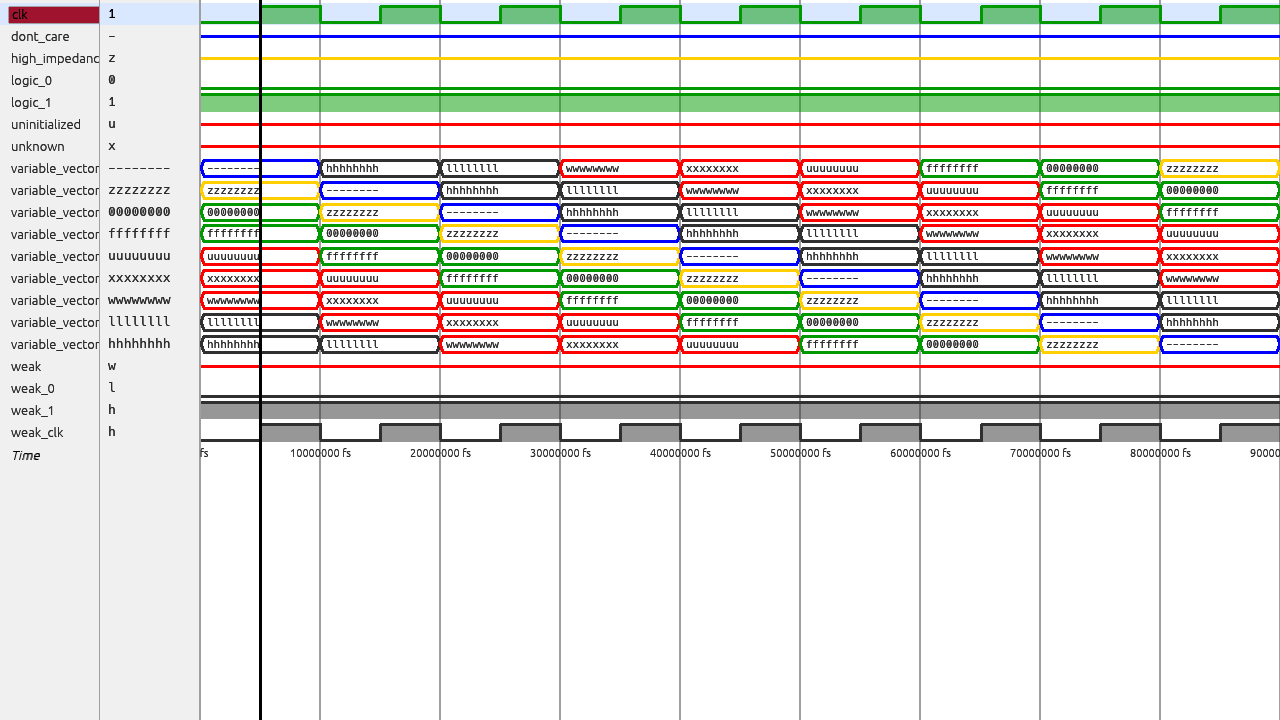 clk 1
dont_care -
high_impedanc z
logic_0 0
logic_1 1
uninitialized u
unknown x
variable_vector -------- -------- hhhhhhhh llllllll wwwwwwww xxxxxxxx uuuuuuuu ffffffff 00000000 zzzzzzzz
variable_vector zzzzzzzz zzzzzzzz -------- hhhhhhhh llllllll wwwwwwww xxxxxxxx uuuuuuuu ffffffff 00000000
variable_vector 00000000 00000000 zzzzzzzz -------- hhhhhhhh llllllll wwwwwwww xxxxxxxx uuuuuuuu ffffffff
variable_vector ffffffff ffffffff 00000000 zzzzzzzz -------- hhhhhhhh llllllll wwwwwwww xxxxxxxx uuuuuuuu
variable_vector uuuuuuuu uuuuuuuu ffffffff 00000000 zzzzzzzz -------- hhhhhhhh llllllll wwwwwwww xxxxxxxx
variable_vector xxxxxxxx xxxxxxxx uuuuuuuu ffffffff 00000000 zzzzzzzz -------- hhhhhhhh llllllll wwwwwwww
variable_vector wwwwwwww wwwwwwww xxxxxxxx uuuuuuuu ffffffff 00000000 zzzzzzzz -------- hhhhhhhh llllllll
variable_vector llllllll llllllll wwwwwwww xxxxxxxx uuuuuuuu ffffffff 00000000 zzzzzzzz -------- hhhhhhhh
variable_vector hhhhhhhh hhhhhhhh llllllll wwwwwwww xxxxxxxx uuuuuuuu ffffffff 00000000 zzzzzzzz --------
weak w
weak_0 l
weak_1 h
weak_clk h
Time fs 10000000 fs 20000000 fs 30000000 fs 40000000 fs 50000000 fs 60000000 fs 70000000 fs 80000000 fs 90000